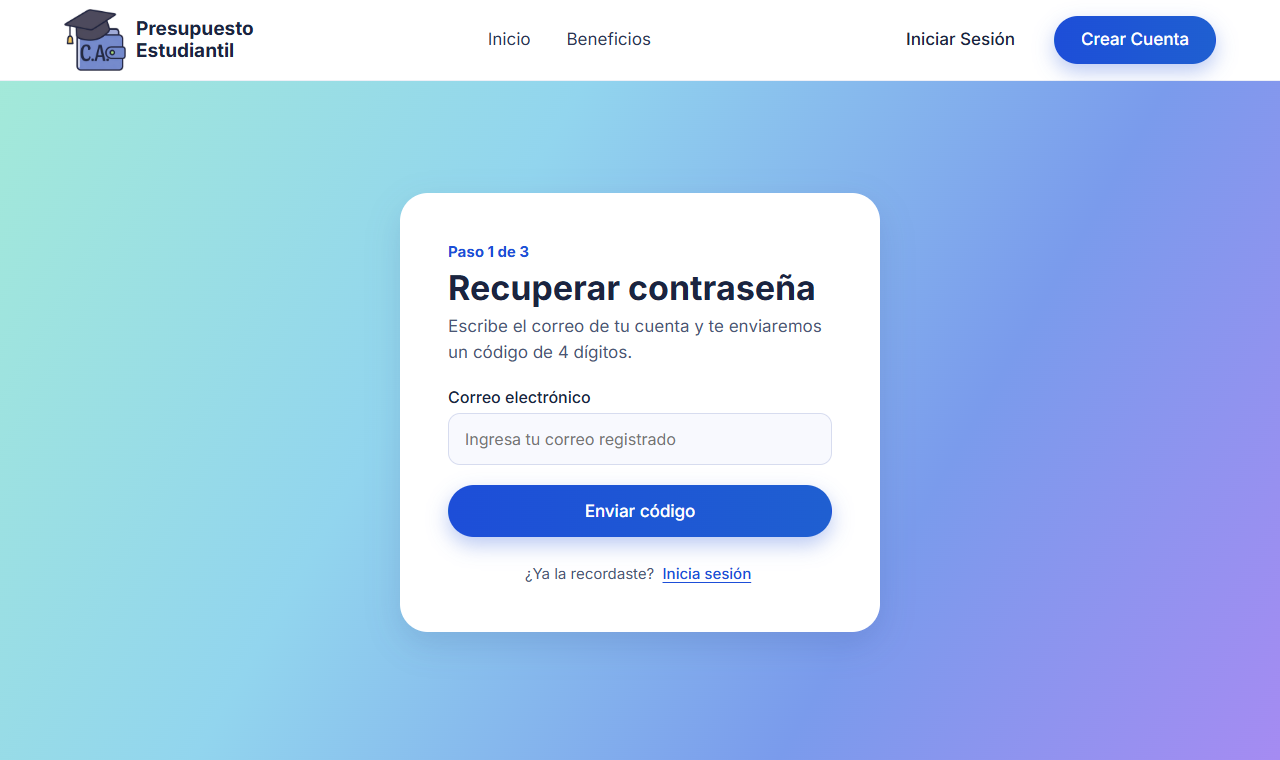 C.A.
Presupuesto
Estudiantil
Inicio
Beneficios
Iniciar Sesión
Crear Cuenta
Paso 1 de 3
Recuperar contraseña
Escribe el correo de tu cuenta y te enviaremos
un código de 4 dígitos.
Correo electrónico
Ingresa tu correo registrado
Enviar código
¿Ya la recordaste? Inicia sesión